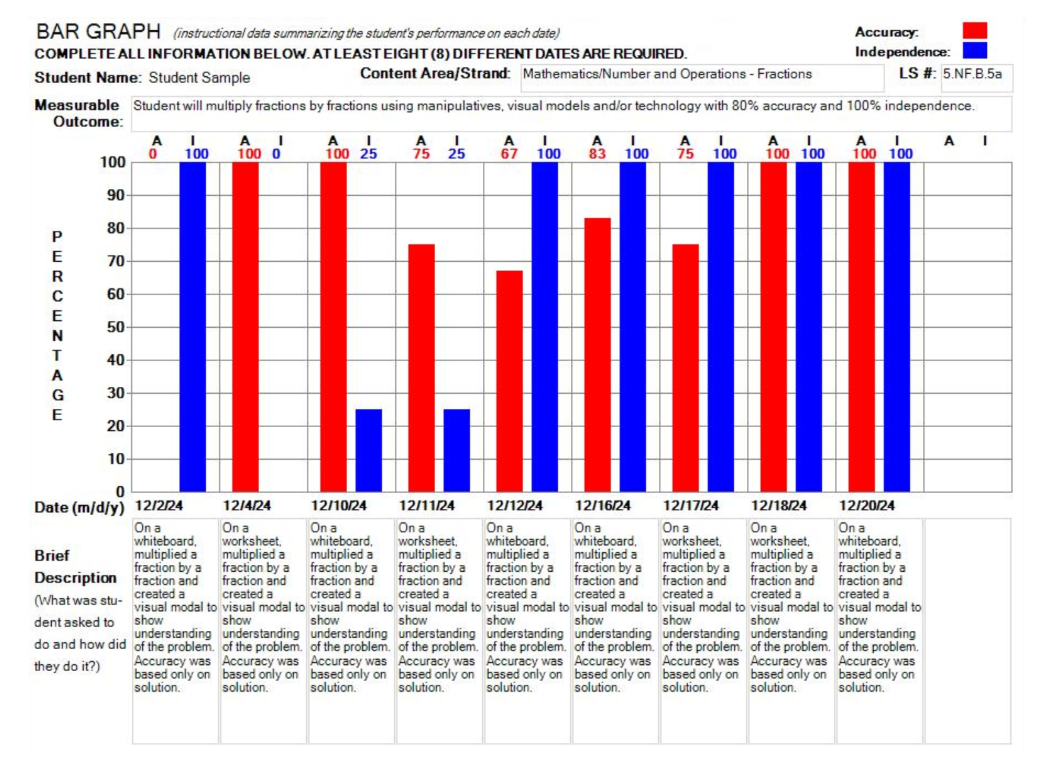 BAR GRAPH (instructional data summarizing the student's performance on each date)
Accuracy:
COMPLETE ALL INFORMATION BELOW. AT LEAST EIGHT (8) DIFFERENT DATES ARE REQUIRED.
Independence:
Student Name: Student Sample
Content Area/Strand: Mathematics/Number and Operations - Fractions
LS #: 5.NF.B.5a
Measurable Outcome:
Student will multiply fractions by fractions using manipulatives, visual models and/or technology with 80% accuracy and 100% independence.
A I A I A I A I A I A I A I A I A I A I
0 100 100 0 100 25 75 25 67 100 83 100 75 100 100 100 100 100
PERCENTAGE
100
90
80
70
60
50
40
30
20
10
0
Date (m/d/y) 12/2/24 12/4/24 12/10/24 12/11/24 12/12/24 12/16/24 12/17/24 12/18/24 12/20/24
Brief
Description
(What was stu-
dent asked to
do and how did
they do it?)
On a
whiteboard,
multiplied a
fraction by a
fraction and
created a
visual modal to
show
understanding
of the problem.
Accuracy was
based only on
solution.
On a
worksheet,
multiplied a
fraction by a
fraction and
created a
visual modal to
show
understanding
of the problem.
Accuracy was
based only on
solution.
On a
whiteboard,
multiplied a
fraction by a
fraction and
created a
visual modal to
show
understanding
of the problem.
Accuracy was
based only on
solution.
On a
worksheet,
multiplied a
fraction by a
fraction and
created a
visual modal to
show
understanding
of the problem.
Accuracy was
based only on
solution.
On a
whiteboard,
multiplied a
fraction by a
fraction and
created a
visual modal to
show
understanding
of the problem.
Accuracy was
based only on
solution.
On a
whiteboard,
multiplied a
fraction by a
fraction and
created a
visual modal to
show
understanding
of the problem.
Accuracy was
based only on
solution.
On a
worksheet,
multiplied a
fraction by a
fraction and
created a
visual modal to
show
understanding
of the problem.
Accuracy was
based only on
solution.
On a
worksheet,
multiplied a
fraction by a
fraction and
created a
visual modal to
show
understanding
of the problem.
Accuracy was
based only on
solution.
On a
whiteboard,
multiplied a
fraction by a
fraction and
created a
visual modal to
show
understanding
of the problem.
Accuracy was
based only on
solution.